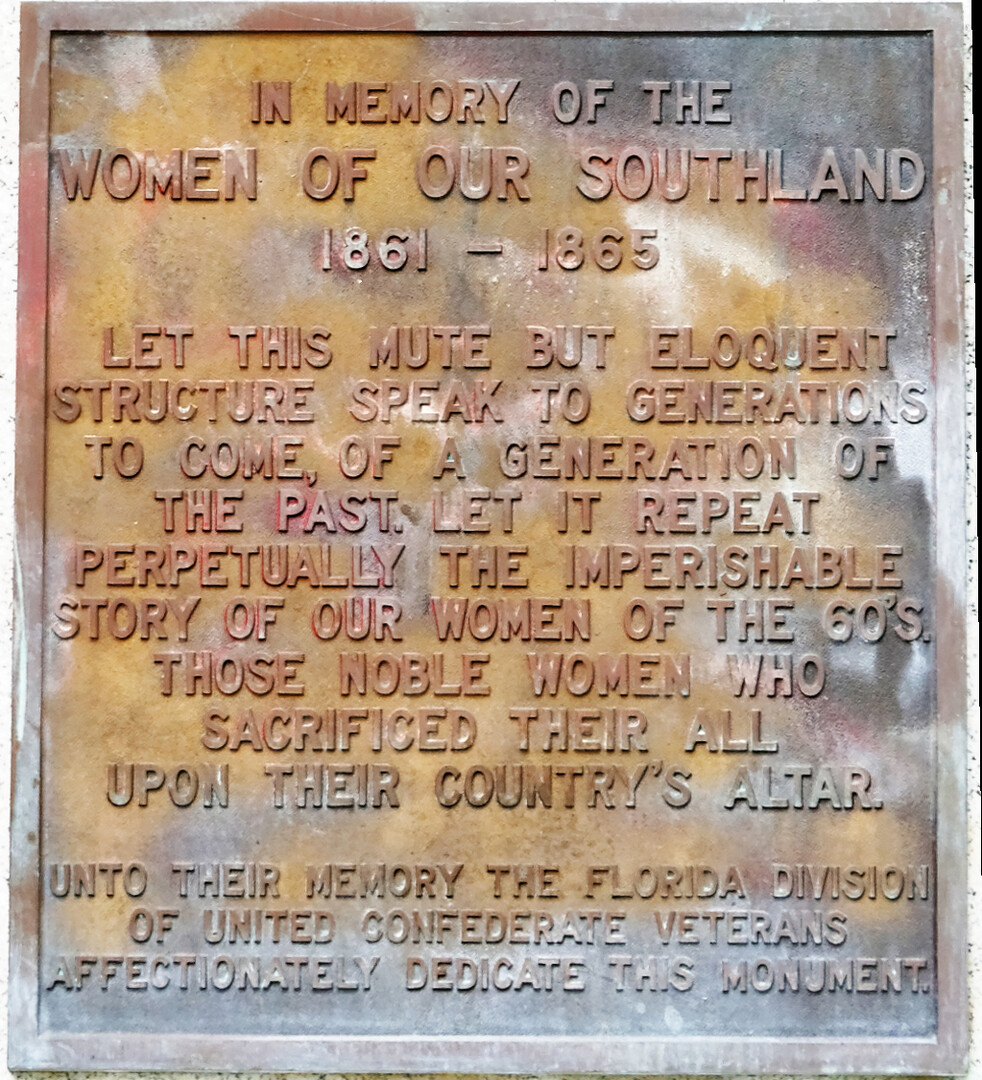 IN MEMORY OF THE
WOMEN OF OUR SOUTHLAND
1861 – 1865
LET THIS MUTE BUT ELOQUENT
STRUCTURE SPEAK TO GENERATIONS
TO COME, OF A GENERATION OF
THE PAST. LET IT REPEAT
PERPETUALLY THE IMPERISHABLE
STORY OF OUR WOMEN OF THE 60'S.
THOSE NOBLE WOMEN WHO
SACRIFICED THEIR ALL
UPON THEIR COUNTRY'S ALTAR.
UNTO THEIR MEMORY THE FLORIDA DIVISION
OF UNITED CONFEDERATE VETERANS
AFFECTIONATELY DEDICATE THIS MONUMENT.